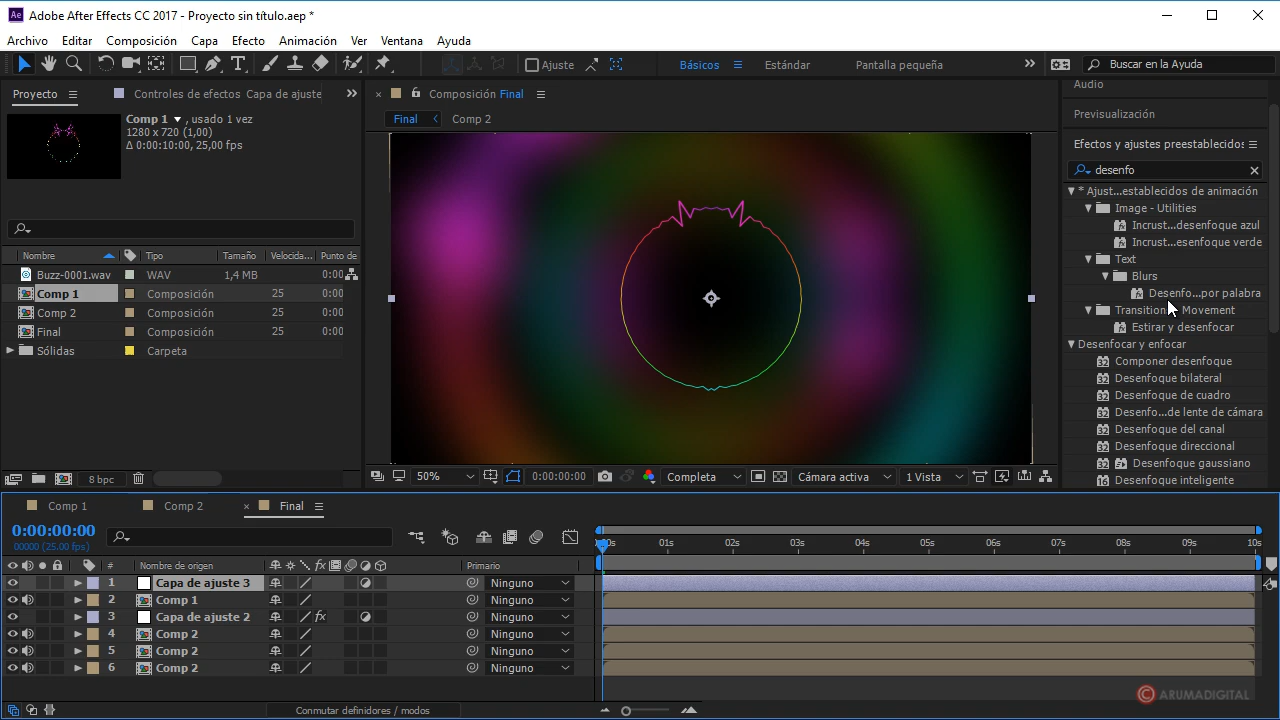 Ae Adobe After Effects CC 2017 - Proyecto sin título.aep *
Archivo Editar Composición Capa Efecto Animación Ver Ventana Ayuda
Ajuste Básicos Estándar Pantalla pequeña Buscar en la Ayuda
Proyecto Controles de efectos Capa de ajuste
Comp 1 , usado 1 vez
1280 x 720 (1,00)
Δ 0:00:10:00, 25,00 fps
Nombre Tipo Tamaño Velocida... Punto de
Buzz-0001.wav WAV 1,4 MB 0:00
Comp 1 Composición 25 0:00
Comp 2 Composición 25 0:00
Final Composición 25 0:00
Sólidas Carpeta
8 bpc
Composición Final
Final Comp 2
50% 0:00:00:00 Completa Cámara activa 1 Vista
Audio
Previsualización
Efectos y ajustes preestablecidos
desenfo
* Ajust...establecidos de animación
Image - Utilities
Incrust...desenfoque azul
Incrust...esenfoque verde
Text
Blurs
Desenfo...por palabra
Transition Movement
Estirar y desenfocar
Desenfocar y enfocar
32 Componer desenfoque
32 Desenfoque bilateral
32 Desenfoque de cuadro
32 Desenfo...de lente de cámara
32 Desenfoque del canal
32 Desenfoque direccional
32 Desenfoque gaussiano
16 Desenfoque inteligente
Comp 1 Comp 2 Final
0:00:00:00
00000 (25.00 fps)
00s 01s 02s 03s 04s 05s 06s 07s 08s 09s 10s
# Nombre de origen fx Primario
1 Capa de ajuste 3 Ninguno
2 Comp 1 Ninguno
3 Capa de ajuste 2 fx Ninguno
4 Comp 2 Ninguno
5 Comp 2 Ninguno
6 Comp 2 Ninguno
Conmutar definidores / modos
C ARUMADIGITAL